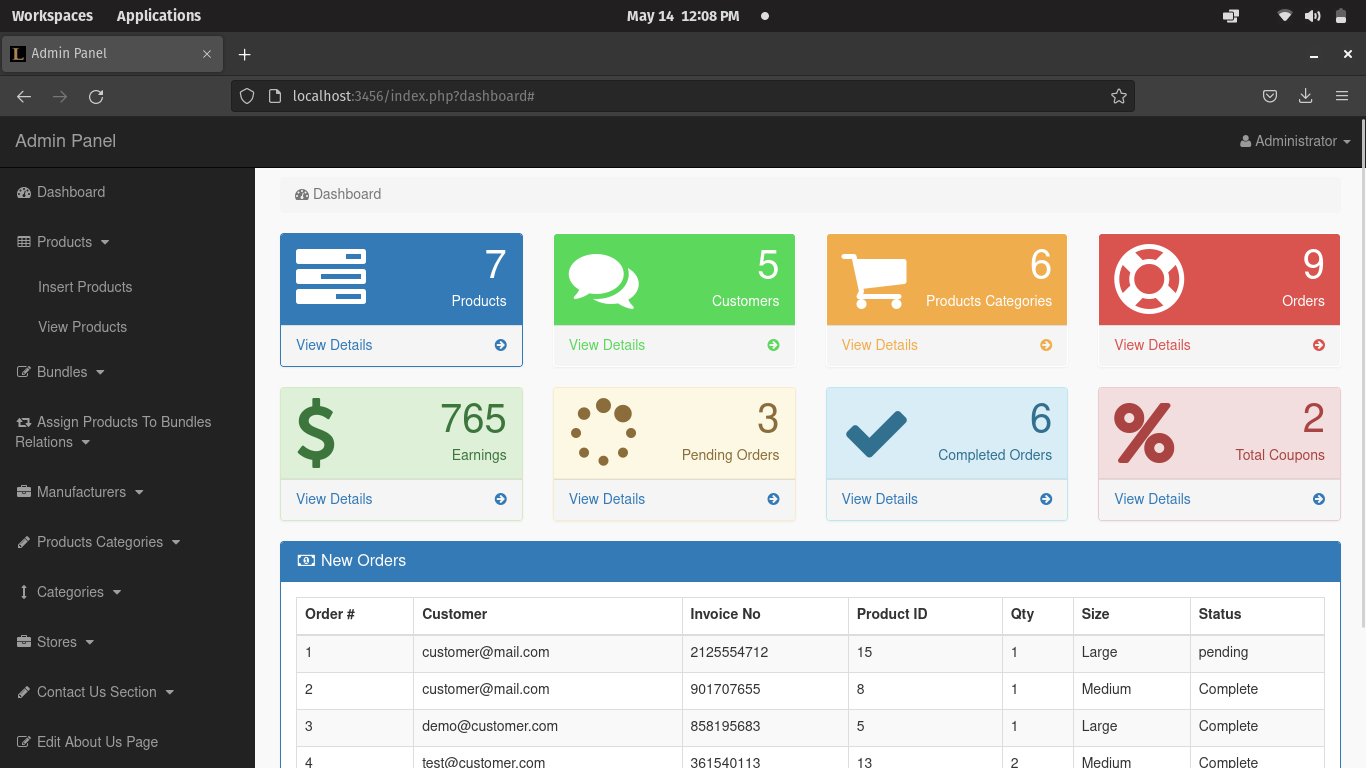 Workspaces Applications May 14 12:08 PM
Admin Panel
localhost:3456/index.php?dashboard#
Admin Panel Administrator
Dashboard
Products
Insert Products
View Products
Bundles
Assign Products To Bundles
Relations
Manufacturers
Products Categories
Categories
Stores
Contact Us Section
Edit About Us Page
Dashboard
7
Products
View Details
5
Customers
View Details
6
Products Categories
View Details
9
Orders
View Details
765
Earnings
View Details
3
Pending Orders
View Details
6
Completed Orders
View Details
2
Total Coupons
View Details
New Orders
Order # Customer Invoice No Product ID Qty Size Status
1 customer@mail.com 2125554712 15 1 Large pending
2 customer@mail.com 901707655 8 1 Medium Complete
3 demo@customer.com 858195683 5 1 Large Complete
4 test@customer.com 361540113 13 2 Medium Complete